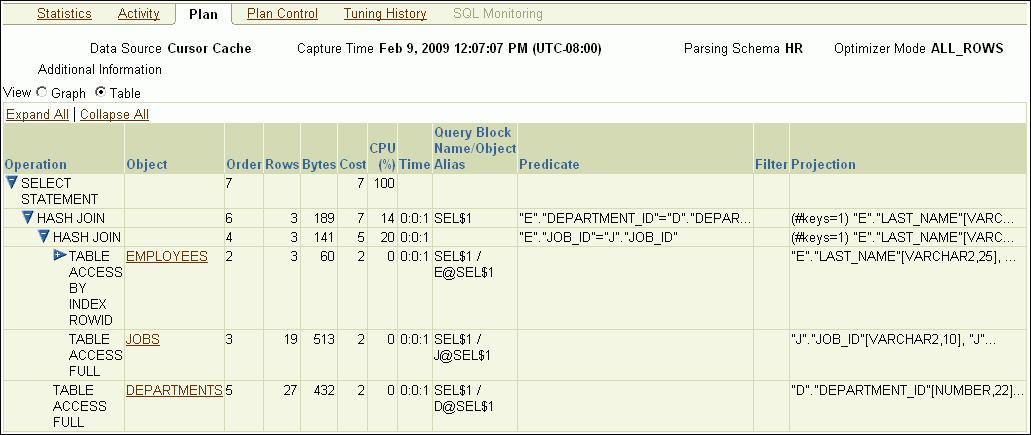 Statistics Activity Plan Plan Control Tuning History SQL Monitoring
Data Source Cursor Cache Capture Time Feb 9, 2009 12:07:07 PM (UTC-08:00) Parsing Schema HR Optimizer Mode ALL_ROWS
Additional Information
View Graph Table
Expand All | Collapse All
Operation Object Order Rows Bytes Cost CPU (%) Time Query Block Name/Object Alias Predicate Filter Projection
SELECT STATEMENT 7 7 100
HASH JOIN 6 3 189 7 14 0:0:1 SEL$1 "E"."DEPARTMENT_ID"="D"."DEPAR... (#keys=1) "E"."LAST_NAME"[VARC...
HASH JOIN 4 3 141 5 20 0:0:1 "E"."JOB_ID"="J"."JOB_ID" (#keys=1) "E"."LAST_NAME"[VARC...
TABLE ACCESS BY INDEX ROWID EMPLOYEES 2 3 60 2 0 0:0:1 SEL$1 / E@SEL$1 "E"."LAST_NAME"[VARCHAR2,25], ...
TABLE ACCESS FULL JOBS 3 19 513 2 0 0:0:1 SEL$1 / J@SEL$1 "J"."JOB_ID"[VARCHAR2,10], "J"...
TABLE ACCESS FULL DEPARTMENTS 5 27 432 2 0 0:0:1 SEL$1 / D@SEL$1 "D"."DEPARTMENT_ID"[NUMBER,22]...